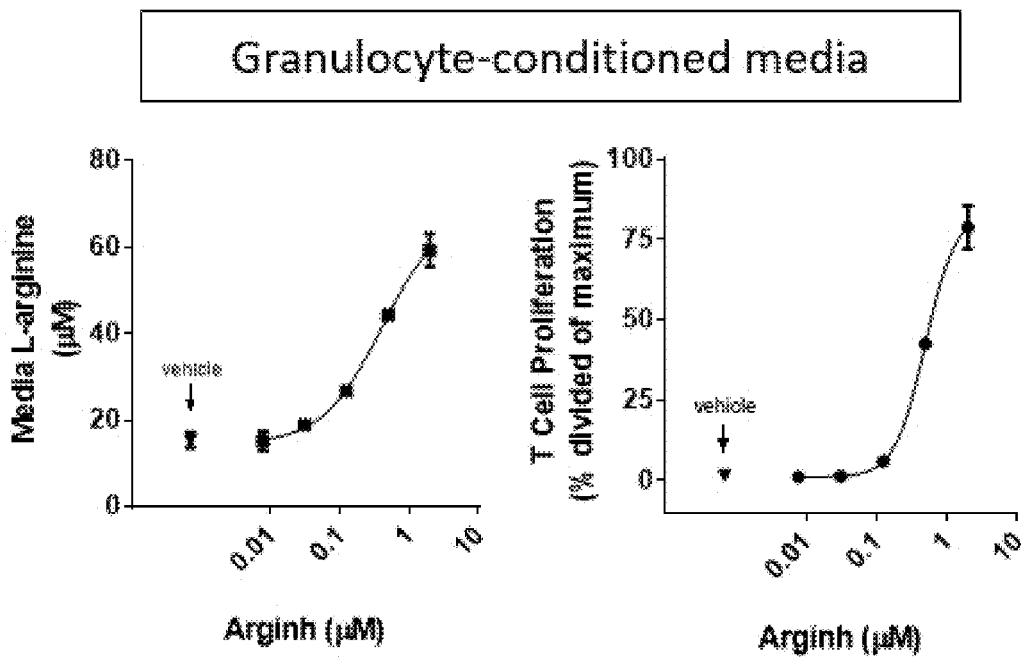 Granulocyte-conditioned media
Media L-arginine
(µM)
80
60
40
20
0
vehicle
0.01
0.1
1
10
Arginh (µM)
T Cell Proliferation
(% divided of maximum)
100
75
50
25
0
vehicle
0.01
0.1
1
10
Arginh (µM)